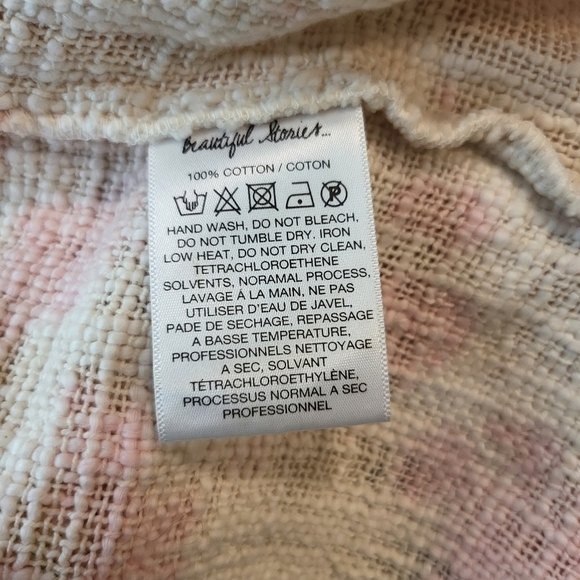 Beautiful Stories...
100% COTTON / COTON
HAND WASH, DO NOT BLEACH,
DO NOT TUMBLE DRY. IRON
LOW HEAT, DO NOT DRY CLEAN,
TETRACHLOROETHENE
SOLVENTS, NORAMAL PROCESS,
LAVAGE À LA MAIN, NE PAS
UTILISER D'EAU DE JAVEL,
PADE DE SECHAGE, REPASSAGE
A BASSE TEMPERATURE,
PROFESSIONNELS NETTOYAGE
A SEC, SOLVANT
TÉTRACHLOROÉTHYLÈNE,
PROCESSUS NORMAL A SEC
PROFESSIONNEL